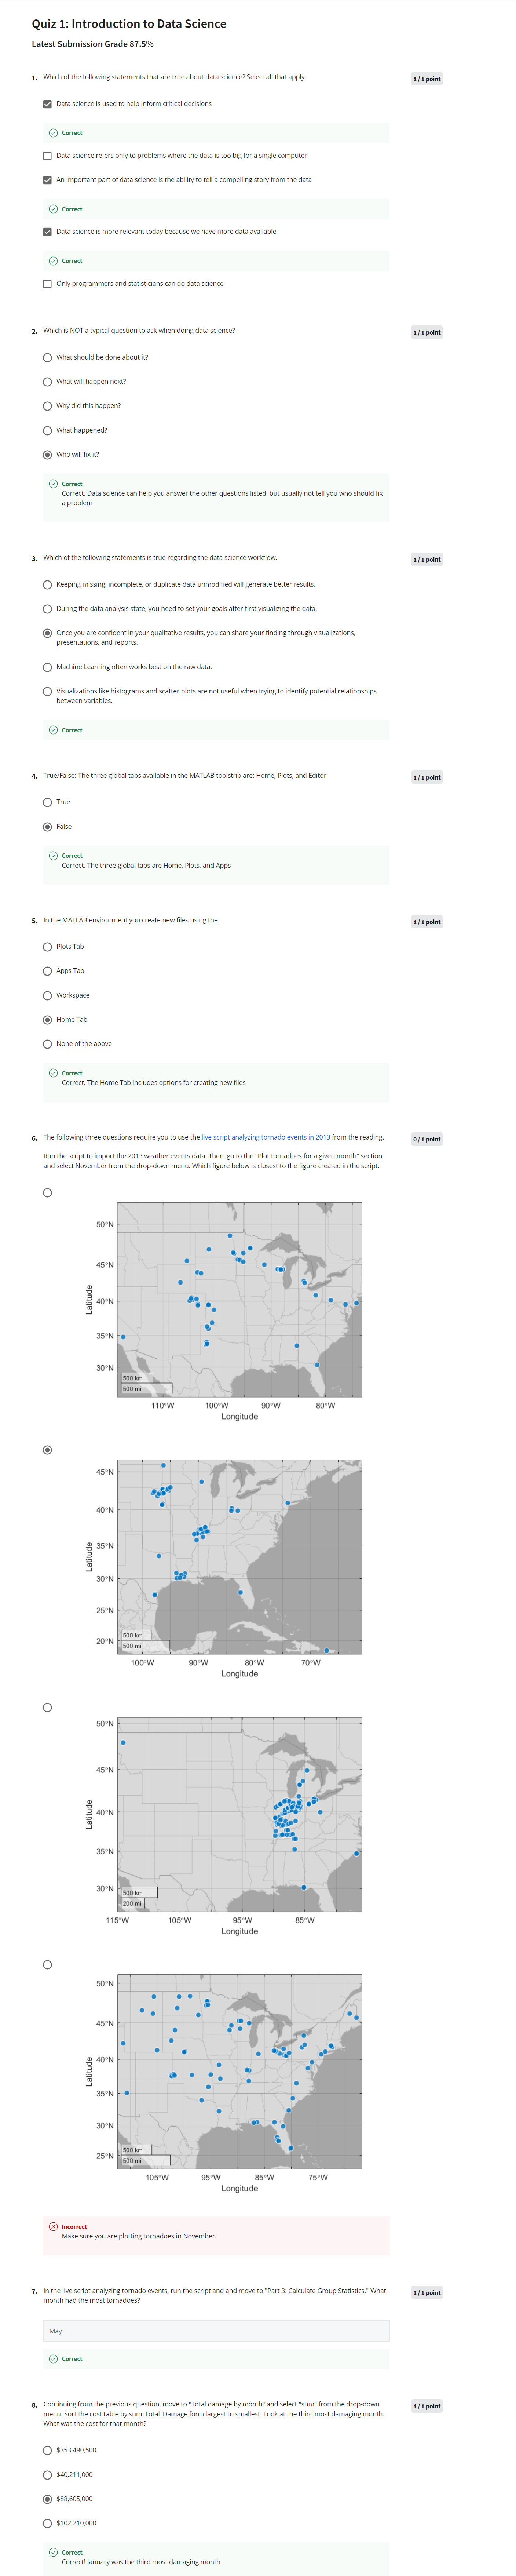 Quiz 1: Introduction to Data Science
Latest Submission Grade 87.5%
1. Which of the following statements that are true about data science? Select all that apply.
1 / 1 point
Data science is used to help inform critical decisions
Correct
Data science refers only to problems where the data is too big for a single computer
An important part of data science is the ability to tell a compelling story from the data
Correct
Data science is more relevant today because we have more data available
Correct
Only programmers and statisticians can do data science
2. Which is NOT a typical question to ask when doing data science?
1 / 1 point
What should be done about it?
What will happen next?
Why did this happen?
What happened?
Who will fix it?
Correct
Correct. Data science can help you answer the other questions listed, but usually not tell you who should fix
a problem
3. Which of the following statements is true regarding the data science workflow.
1 / 1 point
Keeping missing, incomplete, or duplicate data unmodified will generate better results.
During the data analysis state, you need to set your goals after first visualizing the data.
Once you are confident in your qualitative results, you can share your finding through visualizations,
presentations, and reports.
Machine Learning often works best on the raw data.
Visualizations like histograms and scatter plots are not useful when trying to identify potential relationships
between variables.
Correct
4. True/False: The three global tabs available in the MATLAB toolstrip are: Home, Plots, and Editor
1 / 1 point
True
False
Correct
Correct. The three global tabs are Home, Plots, and Apps
5. In the MATLAB environment you create new files using the
1 / 1 point
Plots Tab
Apps Tab
Workspace
Home Tab
None of the above
Correct
Correct. The Home Tab includes options for creating new files
6. The following three questions require you to use the live script analyzing tornado events in 2013 from the reading.
0 / 1 point
Run the script to import the 2013 weather events data. Then, go to the "Plot tornadoes for a given month" section
and select November from the drop-down menu. Which figure below is closest to the figure created in the script.
50°N
45°N
40°N
35°N
30°N
Latitude
500 km
500 mi
110°W 100°W 90°W 80°W
Longitude
45°N
40°N
35°N
30°N
25°N
20°N
Latitude
500 km
500 mi
100°W 90°W 80°W 70°W
Longitude
50°N
45°N
40°N
35°N
30°N
Latitude
500 km
200 mi
115°W 105°W 95°W 85°W
Longitude
50°N
45°N
40°N
35°N
30°N
25°N
Latitude
500 km
500 mi
105°W 95°W 85°W 75°W
Longitude
Incorrect
Make sure you are plotting tornadoes in November.
7. In the live script analyzing tornado events, run the script and and move to "Part 3: Calculate Group Statistics." What
month had the most tornadoes?
1 / 1 point
May
Correct
8. Continuing from the previous question, move to "Total damage by month" and select "sum" from the drop-down
menu. Sort the cost table by sum_Total_Damage form largest to smallest. Look at the third most damaging month.
What was the cost for that month?
1 / 1 point
$353,490,500
$40,211,000
$88,605,000
$102,210,000
Correct
Correct! January was the third most damaging month